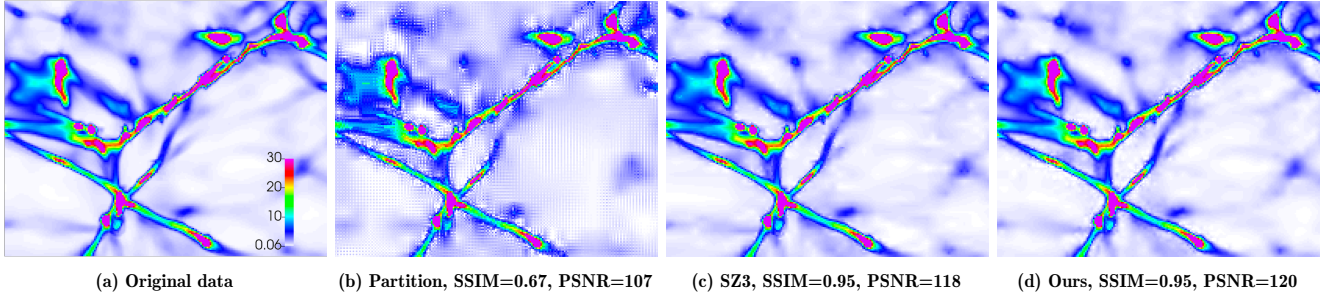 30
20
10
0.06
(a) Original data
(b) Partition, SSIM=0.67, PSNR=107
(c) SZ3, SSIM=0.95, PSNR=118
(d) Ours, SSIM=0.95, PSNR=120